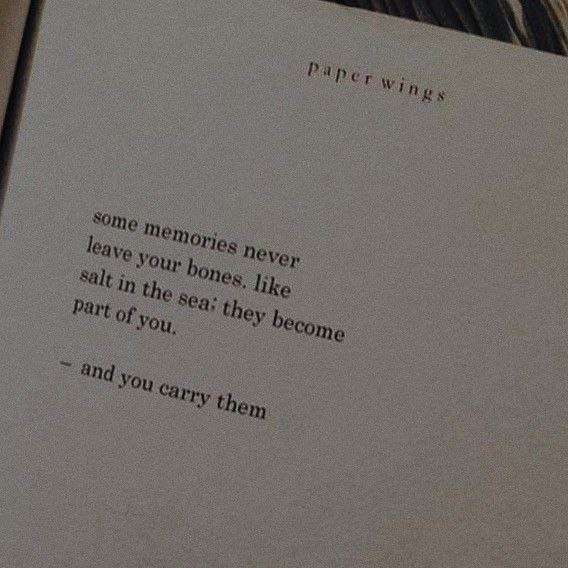 paper wings
some memories never
leave your bones. like
salt in the sea; they become
part of you.
– and you carry them